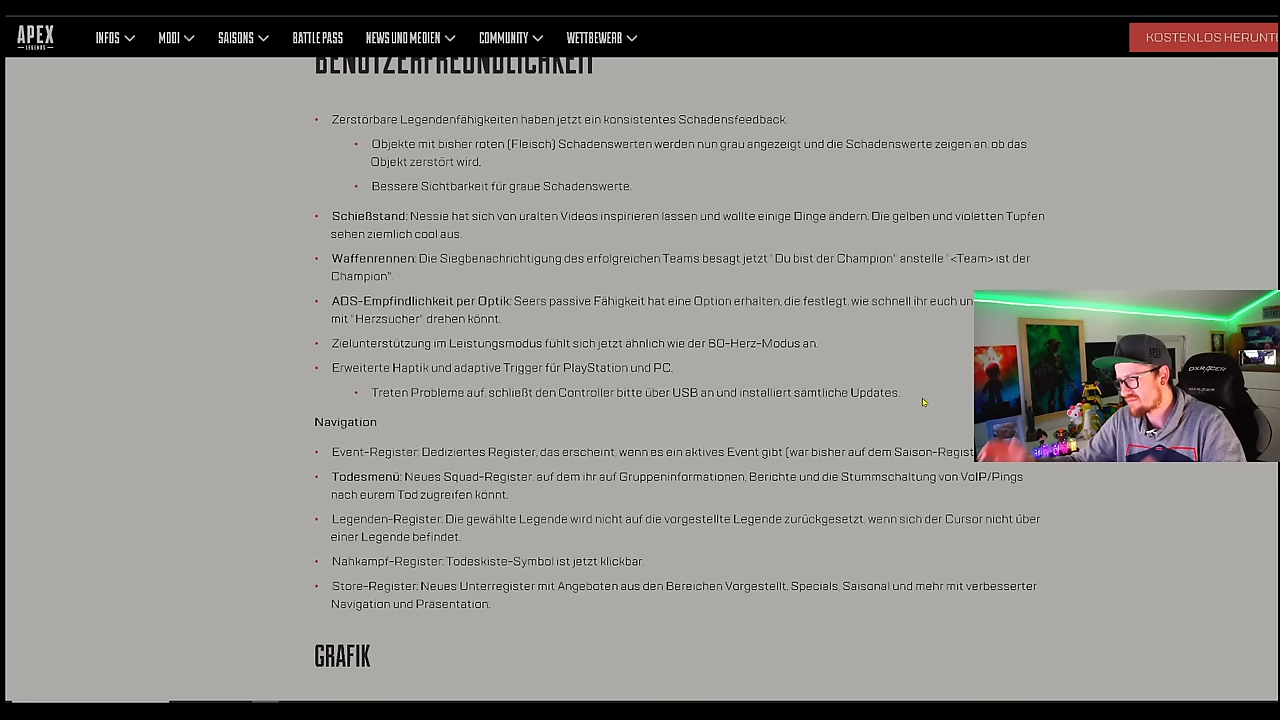 APEX
LEGENDS
INFOS MODI SAISONS BATTLE PASS NEWS UND MEDIEN COMMUNITY WETTBEWERB KOSTENLOS HERUNT
BENUTZERFREUNDLICHKEIT
• Zerstörbare Legendenfähigkeiten haben jetzt ein konsistentes Schadensfeedback.
• Objekte mit bisher roten (Fleisch) Schadenswerten werden nun grau angezeigt und die Schadenswerte zeigen an, ob das
Objekt zerstört wird.
• Bessere Sichtbarkeit für graue Schadenswerte.
• Schießstand: Nessie hat sich von uralten Videos inspirieren lassen und wollte einige Dinge ändern. Die gelben und violetten Tupfen
sehen ziemlich cool aus.
• Waffenrennen: Die Siegbenachrichtigung des erfolgreichen Teams besagt jetzt "Du bist der Champion" anstelle "<Team> ist der
Champion".
• ADS-Empfindlichkeit per Optik: Seers passive Fähigkeit hat eine Option erhalten, die festlegt, wie schnell ihr euch un
mit "Herzsucher" drehen könnt.
• Zielunterstützung im Leistungsmodus fühlt sich jetzt ähnlich wie der 60-Herz-Modus an.
• Erweiterte Haptik und adaptive Trigger für PlayStation und PC.
• Treten Probleme auf, schließt den Controller bitte über USB an und installiert sämtliche Updates.
Navigation
• Event-Register: Dediziertes Register, das erscheint, wenn es ein aktives Event gibt (war bisher auf dem Saison-Regist
• Todesmenü: Neues Squad-Register, auf dem ihr auf Gruppeninformationen, Berichte und die Stummschaltung von VoIP/Pings
nach eurem Tod zugreifen könnt.
• Legenden-Register: Die gewählte Legende wird nicht auf die vorgestellte Legende zurückgesetzt, wenn sich der Cursor nicht über
einer Legende befindet.
• Nahkampf-Register: Todeskiste-Symbol ist jetzt klickbar.
• Store-Register: Neues Unterregister mit Angeboten aus den Bereichen Vorgestellt, Specials, Saisonal und mehr mit verbesserter
Navigation und Präsentation.
GRAFIK
DXRACER